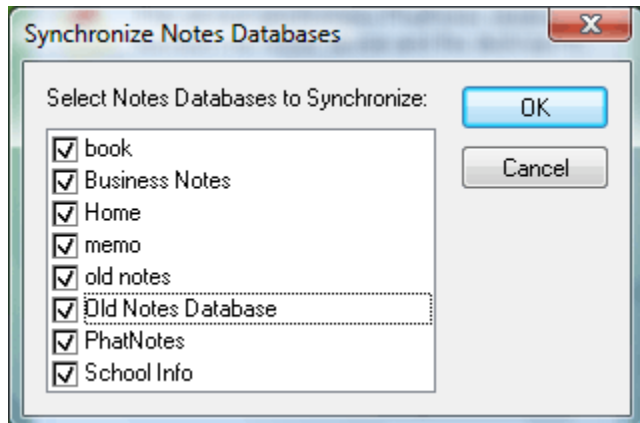 Synchronize Notes Databases
Select Notes Databases to Synchronize:
OK
Cancel
book
Business Notes
Home
memo
old notes
Old Notes Database
PhatNotes
School Info